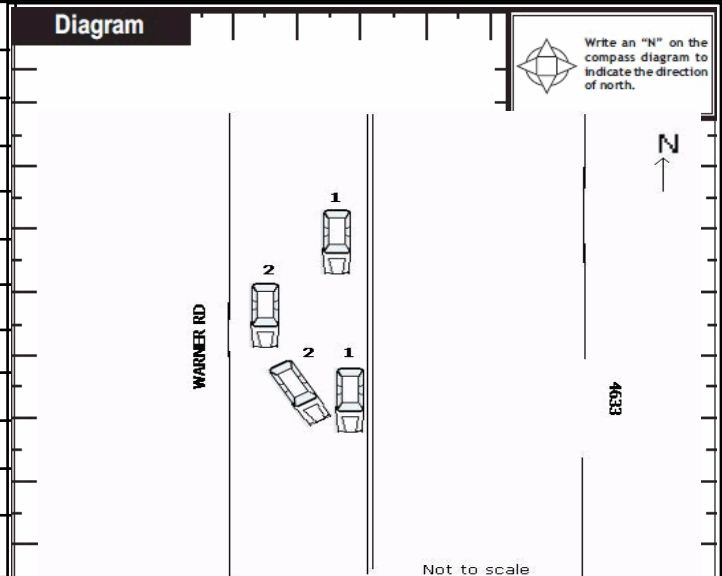 Diagram
Write an "N" on the
compass diagram to
indicate the direction
of north.
N
1
2
WARNER RD
2 1
4633
Not to scale